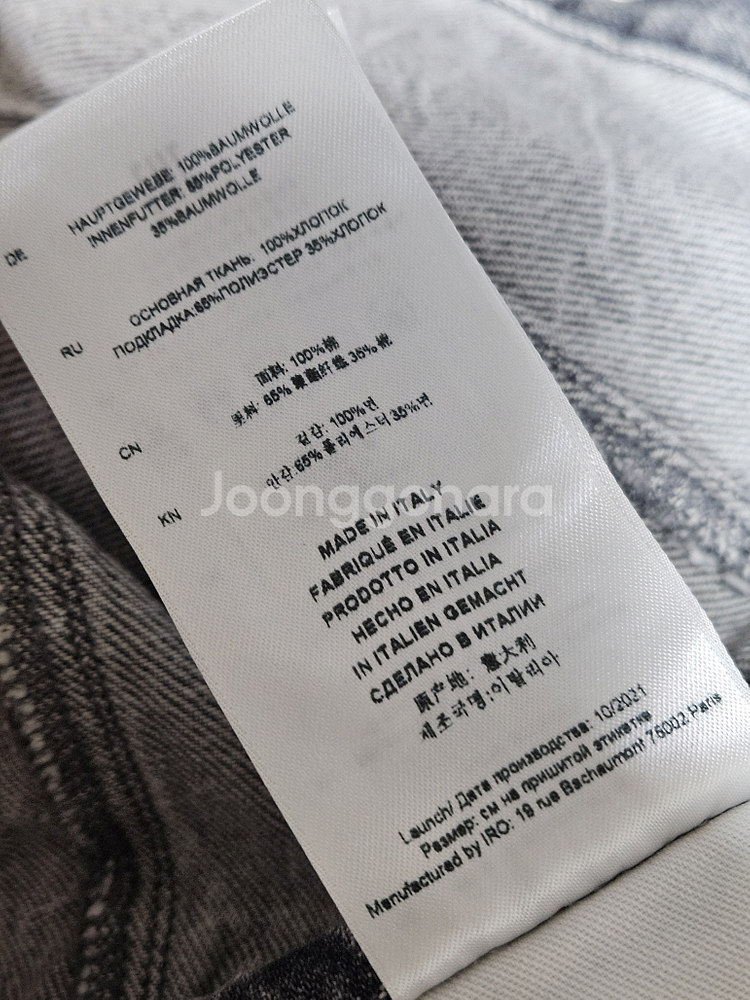 DE
HAUPTGEWEBE: 100%BAUMWOLLE
INNENFUTTER: 65%POLYESTER
35%BAUMWOLLE
RU
ОСНОВНАЯ ТКАНЬ: 100%ХЛОПОК
ПОДКЛАДКА:65%ПОЛИЭСТЕР 35%ХЛОПОК
CN
面料: 100%棉
里料: 65% 聚酯纤维 35% 棉
KN
겉감: 100%면
안감:65%폴리에스터35%면
Joonggonara
MADE IN ITALY
FABRIQUÉ EN ITALIE
PRODOTTO IN ITALIA
HECHO EN ITALIA
IN ITALIEN GEMACHT
СДЕЛАНО В ИТАЛИИ
原产地: 意大利
제조국명:이탈리아
Launch/ Дата производства: 10/2021
Размер: см на пришитой этикетке
Manufactured by IRO: 19 rue Bachaumont 75002 Paris